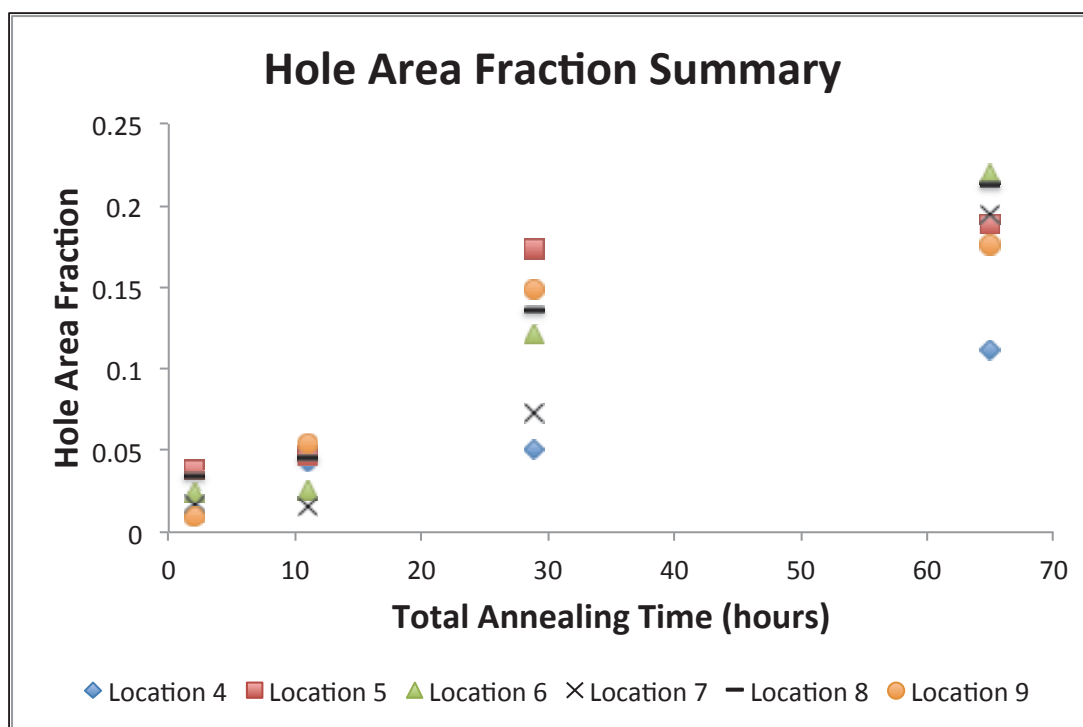 Hole Area Fraction Summary
0.25
0.2
0.15
0.1
0.05
0
Hole Area Fraction
0 10 20 30 40 50 60 70
Total Annealing Time (hours)
Location 4 Location 5 Location 6 Location 7 Location 8 Location 9